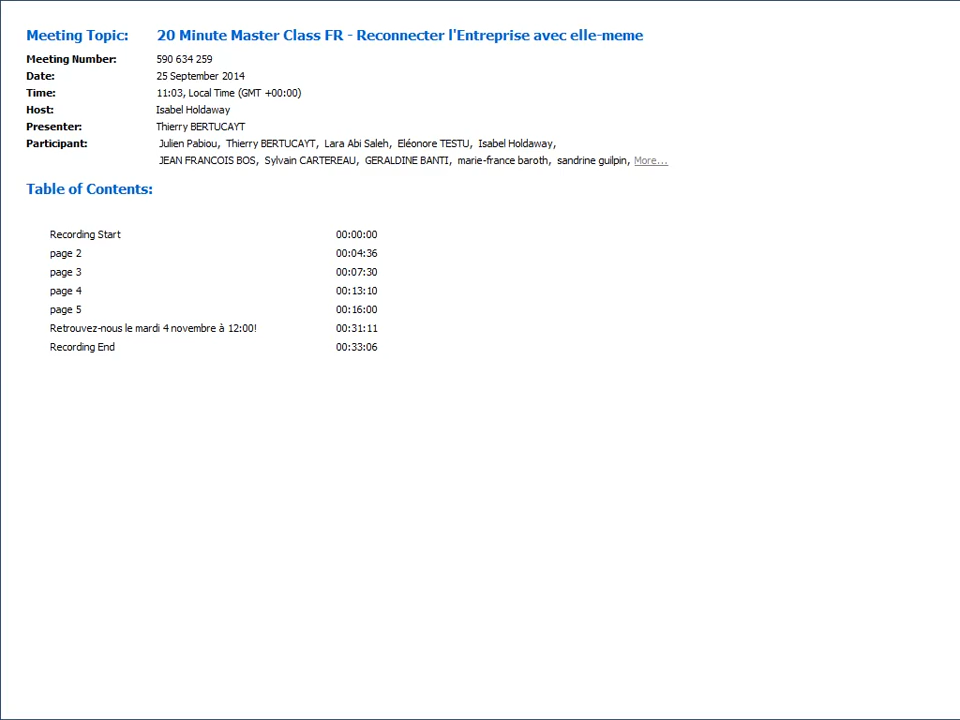 Meeting Topic: 20 Minute Master Class FR - Reconnecter l'Entreprise avec elle-meme
Meeting Number: 590 634 259
Date: 25 September 2014
Time: 11:03, Local Time (GMT +00:00)
Host: Isabel Holdaway
Presenter: Thierry BERTUCAYT
Participant: Julien Pabiou, Thierry BERTUCAYT, Lara Abi Saleh, Eléonore TESTU, Isabel Holdaway,
JEAN FRANCOIS BOS, Sylvain CARTEREAU, GERALDINE BANTI, marie-france baroth, sandrine guilpin, More...
Table of Contents:
Recording Start 00:00:00
page 2 00:04:36
page 3 00:07:30
page 4 00:13:10
page 5 00:16:00
Retrouvez-nous le mardi 4 novembre à 12:00! 00:31:11
Recording End 00:33:06